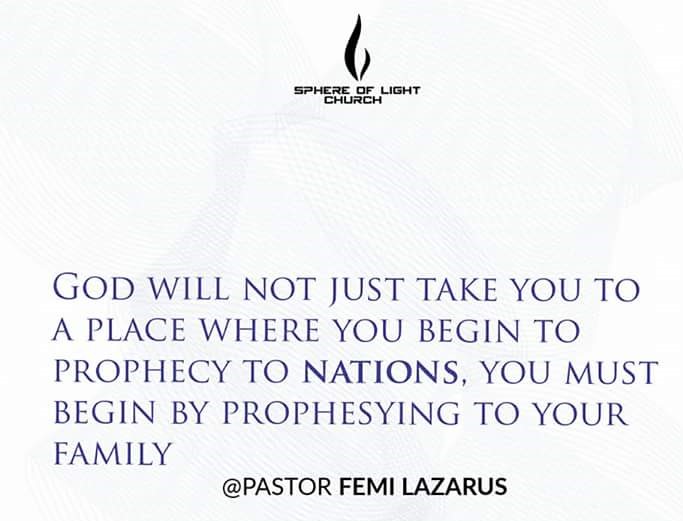 SPHERE OF LIGHT
CHURCH
GOD WILL NOT JUST TAKE YOU TO
A PLACE WHERE YOU BEGIN TO
PROPHECY TO NATIONS, YOU MUST
BEGIN BY PROPHESYING TO YOUR
FAMILY
@PASTOR FEMI LAZARUS